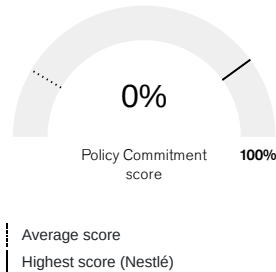 0%
Policy Commitment 100%
score
Average score
Highest score (Nestlé)